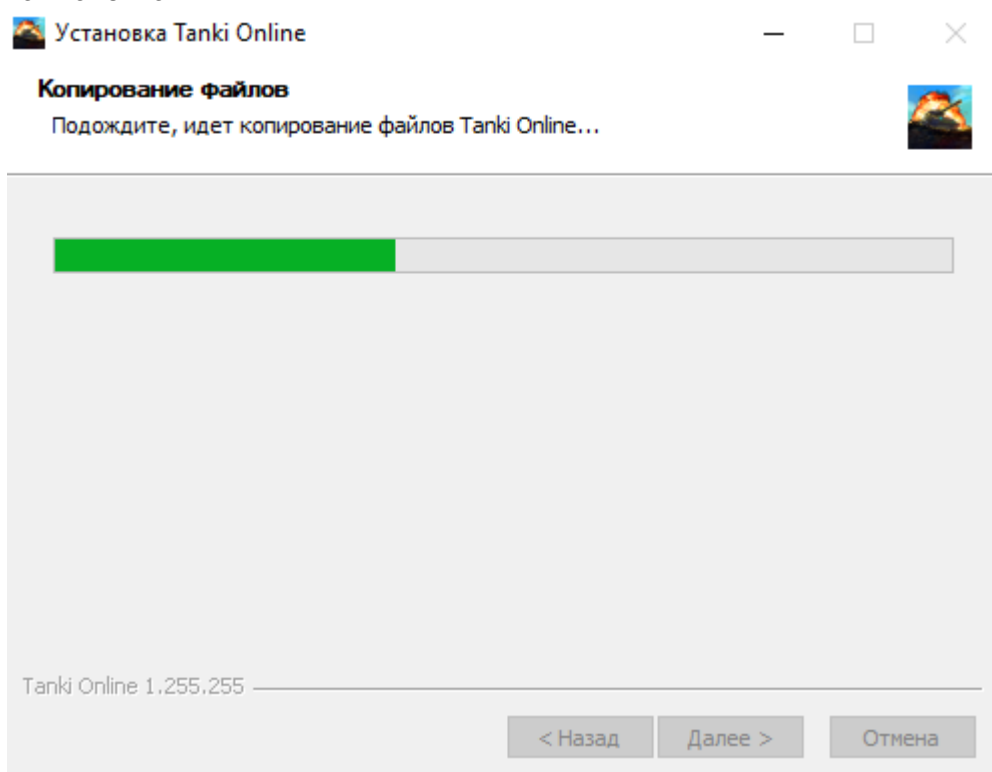 Установка Tanki Online
Копирование файлов
Подождите, идет копирование файлов Tanki Online...
Tanki Online 1.255.255
< Назад
Далее >
Отмена